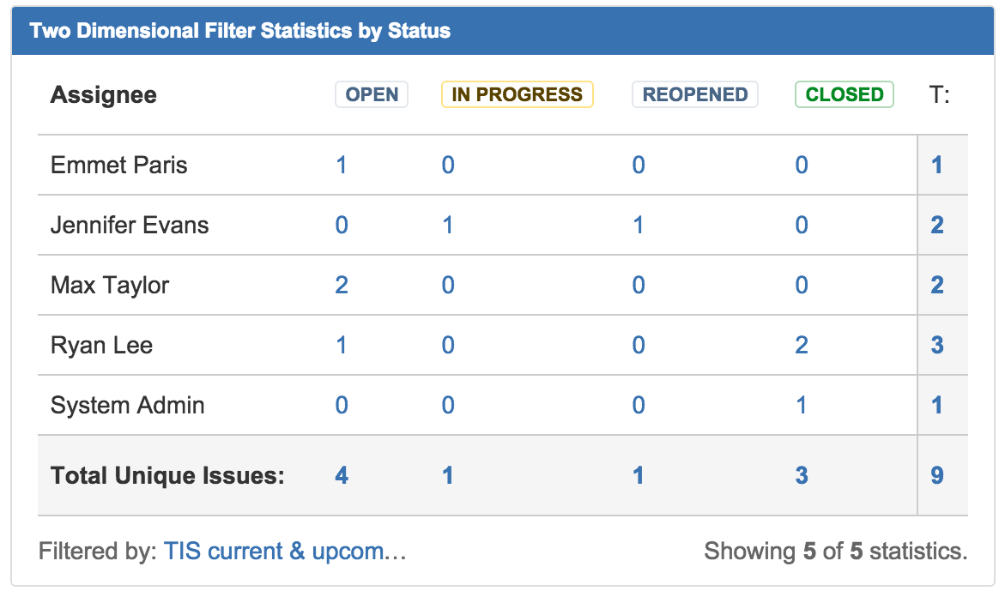 Two Dimensional Filter Statistics by Status
Assignee OPEN IN PROGRESS REOPENED CLOSED T:
Emmet Paris 1 0 0 0 1
Jennifer Evans 0 1 1 0 2
Max Taylor 2 0 0 0 2
Ryan Lee 1 0 0 2 3
System Admin 0 0 0 1 1
Total Unique Issues: 4 1 1 3 9
Filtered by: TIS current & upcom... Showing 5 of 5 statistics.